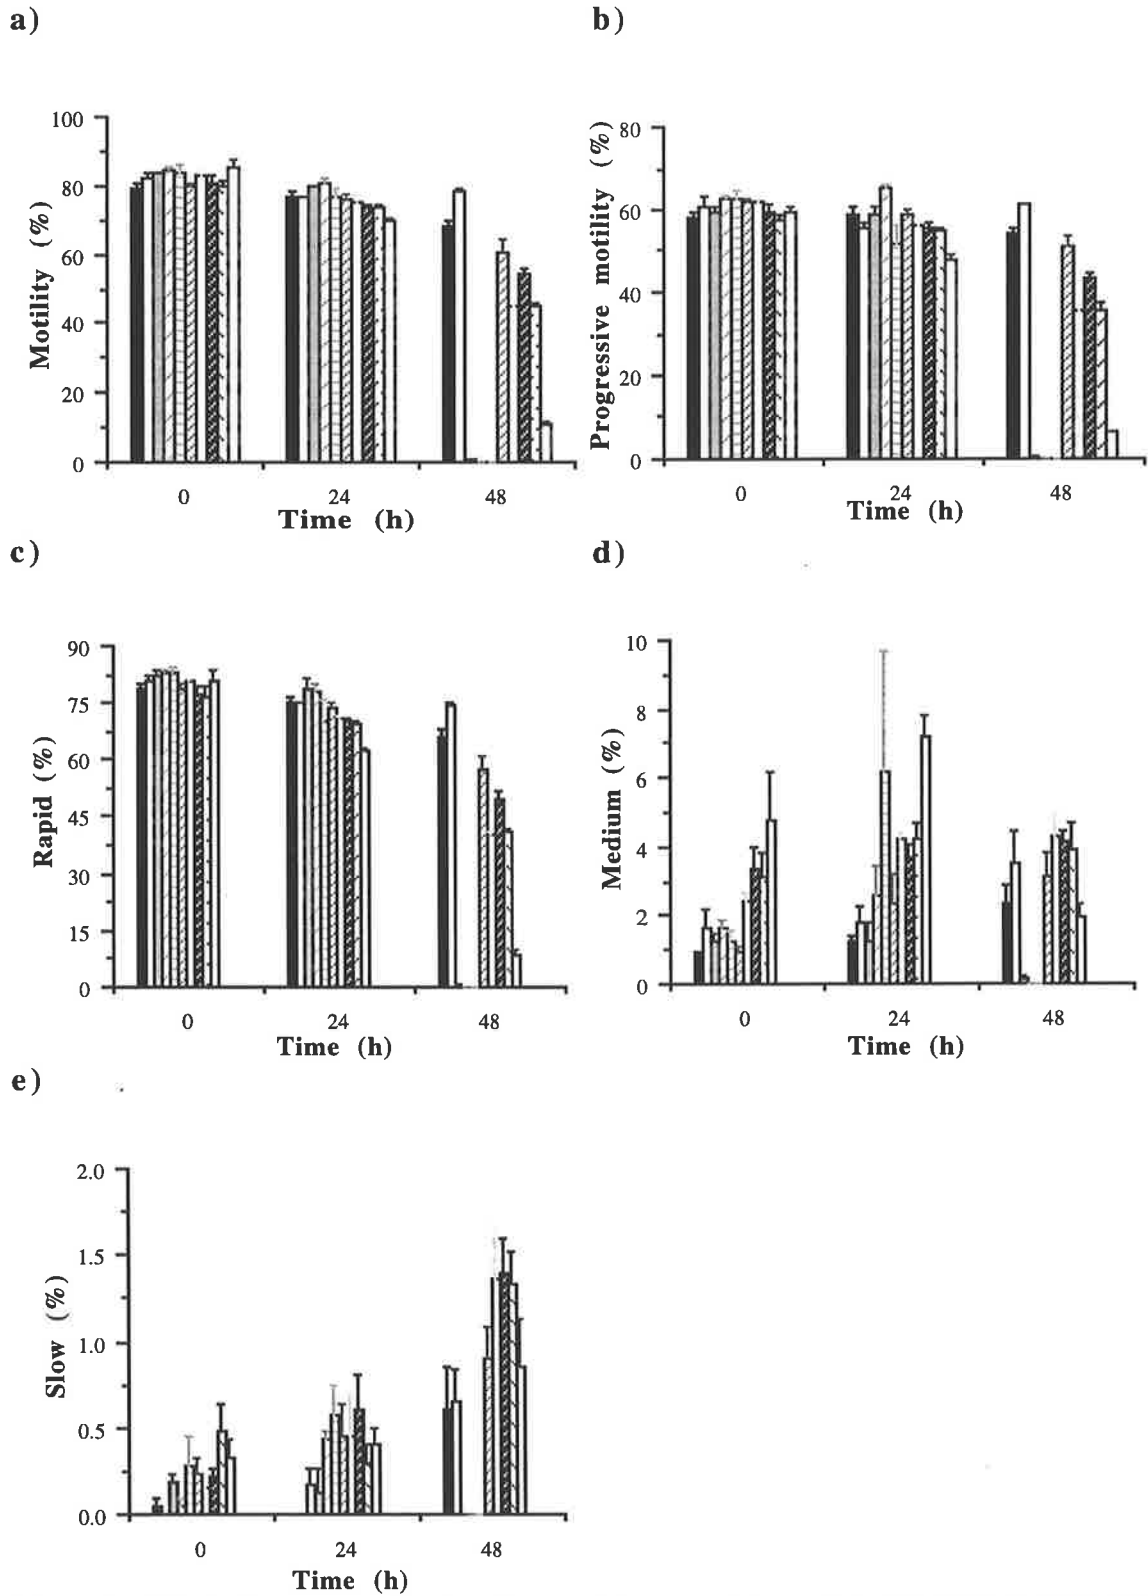 a)
b)
100
80
60
40
20
0
Motility (%)
0 24 48
Time (h)
80
60
40
20
0
Progressive motility (%)
0 24 48
Time (h)
c)
d)
90
75
60
45
30
15
0
Rapid (%)
0 24 48
Time (h)
10
8
6
4
2
0
Medium (%)
0 24 48
Time (h)
e)
2.0
1.5
1.0
0.5
0.0
Slow (%)
0 24 48
Time (h)